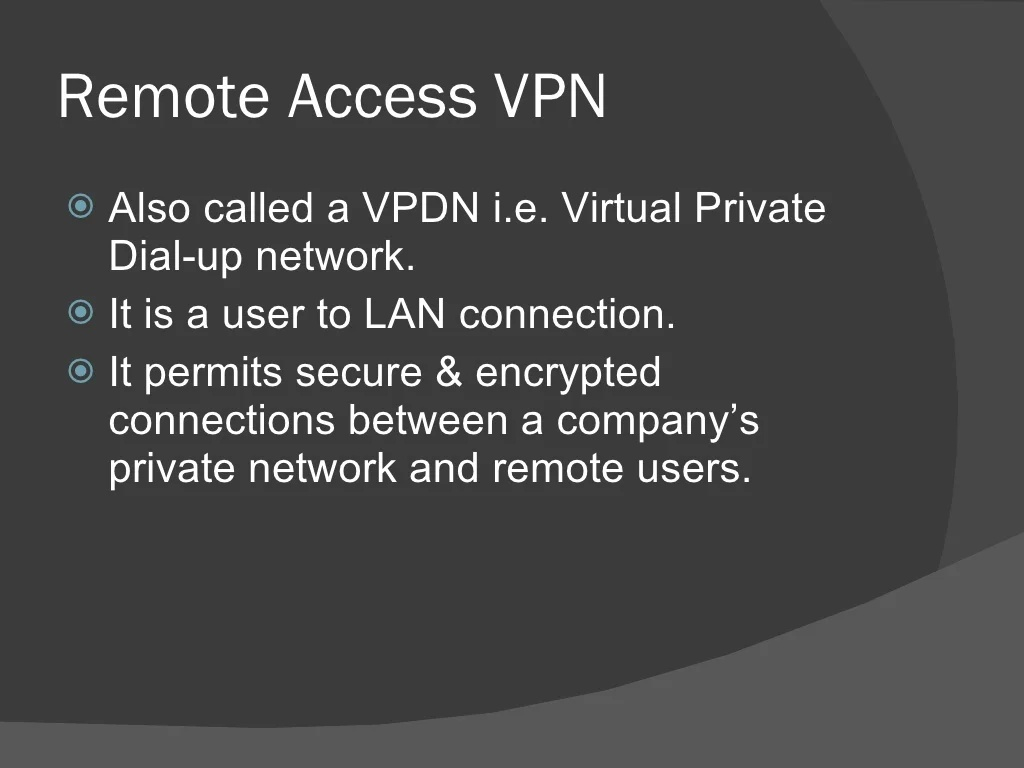 Remote Access VPN
Also called a VPDN i.e. Virtual Private
Dial-up network.
It is a user to LAN connection.
It permits secure & encrypted
connections between a company’s
private network and remote users.